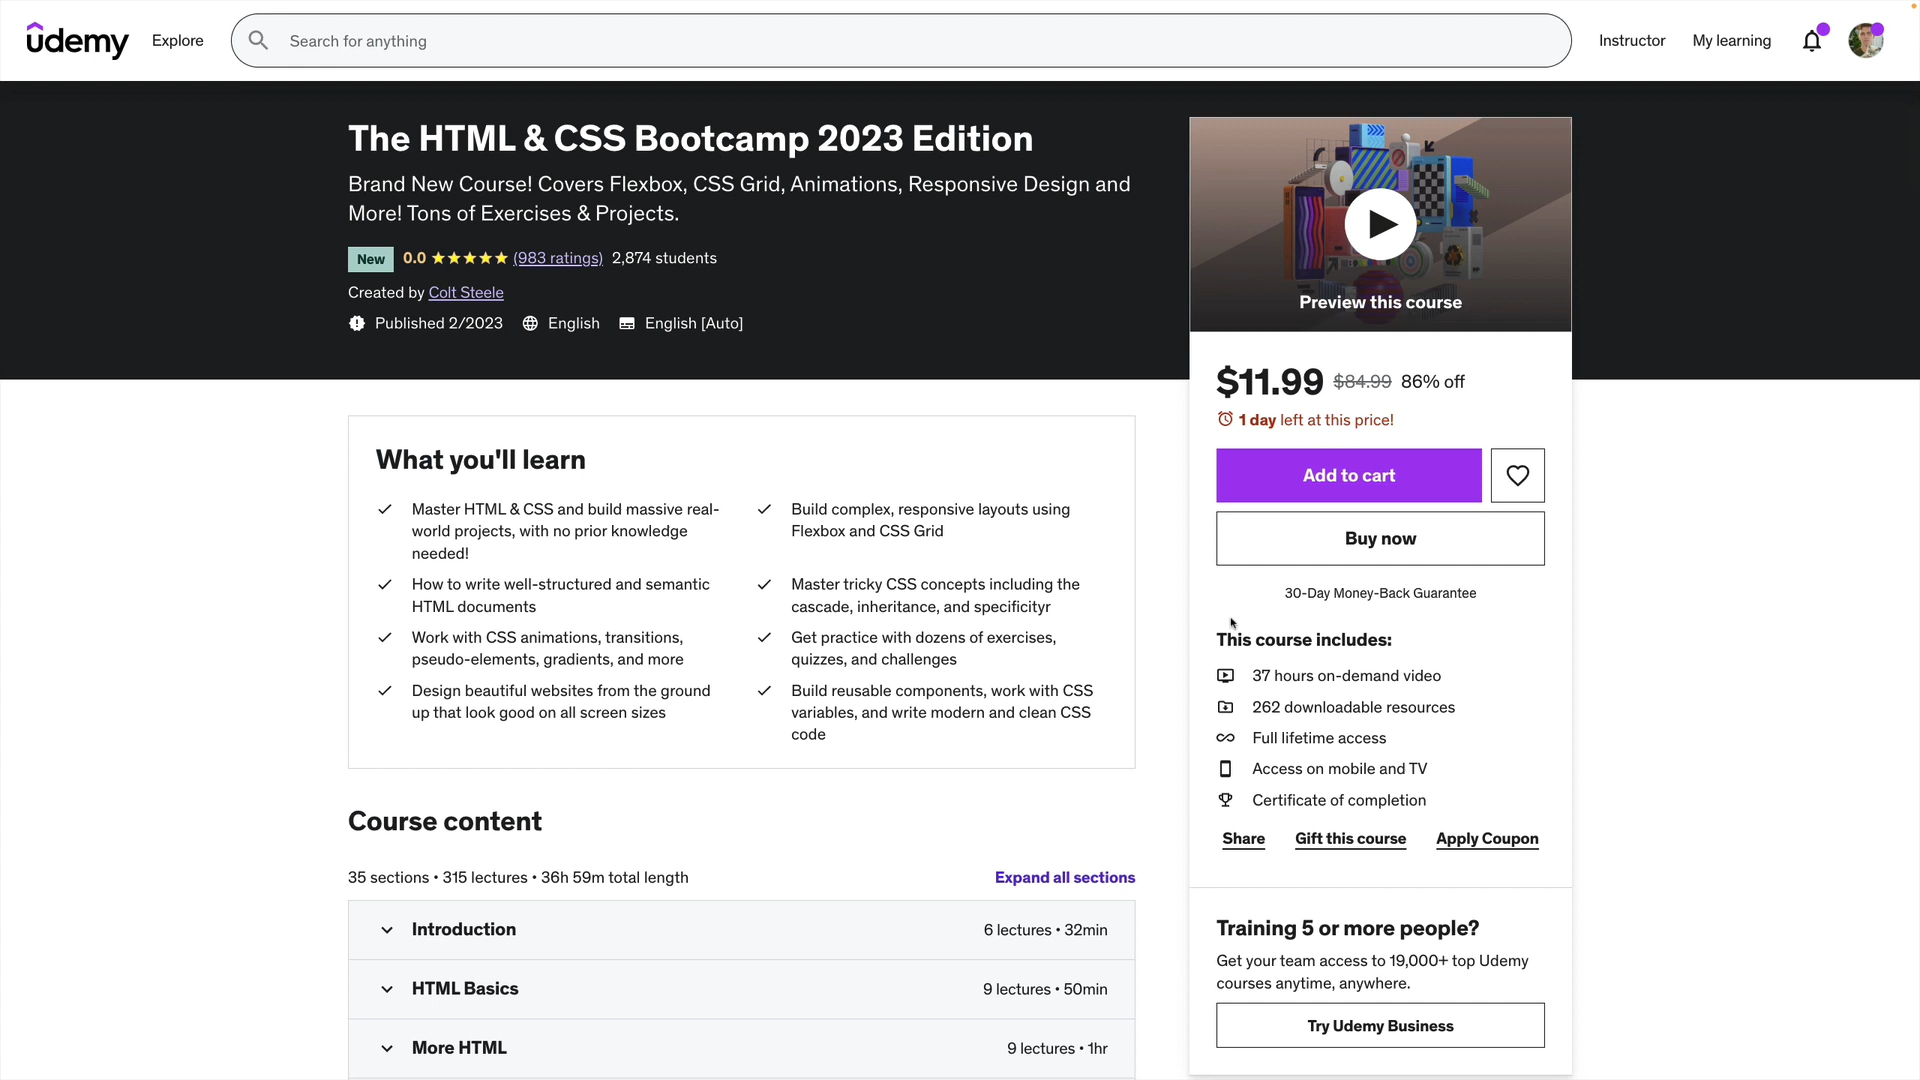 udemy
Explore
Search for anything
Instructor
My learning
The HTML & CSS Bootcamp 2023 Edition
Brand New Course! Covers Flexbox, CSS Grid, Animations, Responsive Design and
More! Tons of Exercises & Projects.
New 0.0 (983 ratings) 2,874 students
Created by Colt Steele
Published 2/2023 English English [Auto]
Preview this course
$11.99 $84.99 86% off
1 day left at this price!
Add to cart
Buy now
30-Day Money-Back Guarantee
This course includes:
37 hours on-demand video
262 downloadable resources
Full lifetime access
Access on mobile and TV
Certificate of completion
Share Gift this course Apply Coupon
Training 5 or more people?
Get your team access to 19,000+ top Udemy
courses anytime, anywhere.
Try Udemy Business
What you'll learn
Master HTML & CSS and build massive real-
world projects, with no prior knowledge
needed!
Build complex, responsive layouts using
Flexbox and CSS Grid
How to write well-structured and semantic
HTML documents
Master tricky CSS concepts including the
cascade, inheritance, and specificityr
Work with CSS animations, transitions,
pseudo-elements, gradients, and more
Get practice with dozens of exercises,
quizzes, and challenges
Design beautiful websites from the ground
up that look good on all screen sizes
Build reusable components, work with CSS
variables, and write modern and clean CSS
code
Course content
35 sections • 315 lectures • 36h 59m total length
Expand all sections
Introduction 6 lectures • 32min
HTML Basics 9 lectures • 50min
More HTML 9 lectures • 1hr